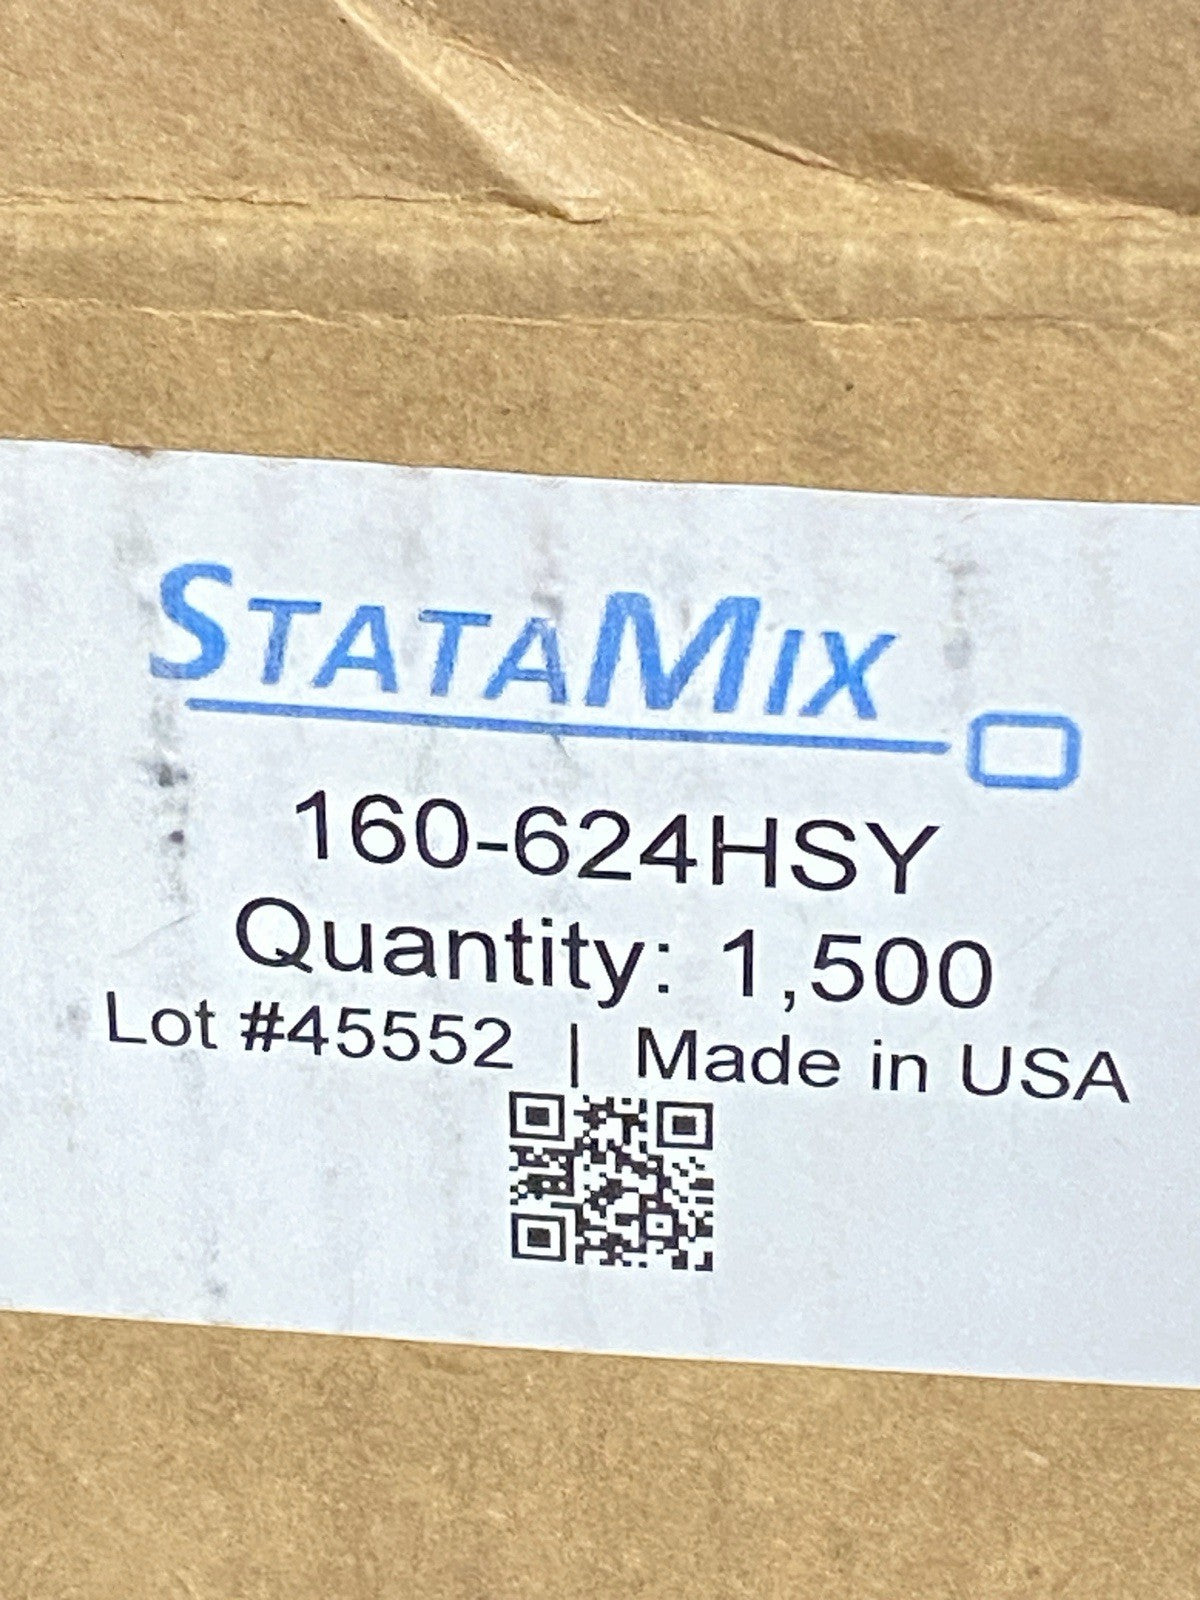 STATAMIX
160-624HSY
Quantity: 1,500
Lot #45552 | Made in USA